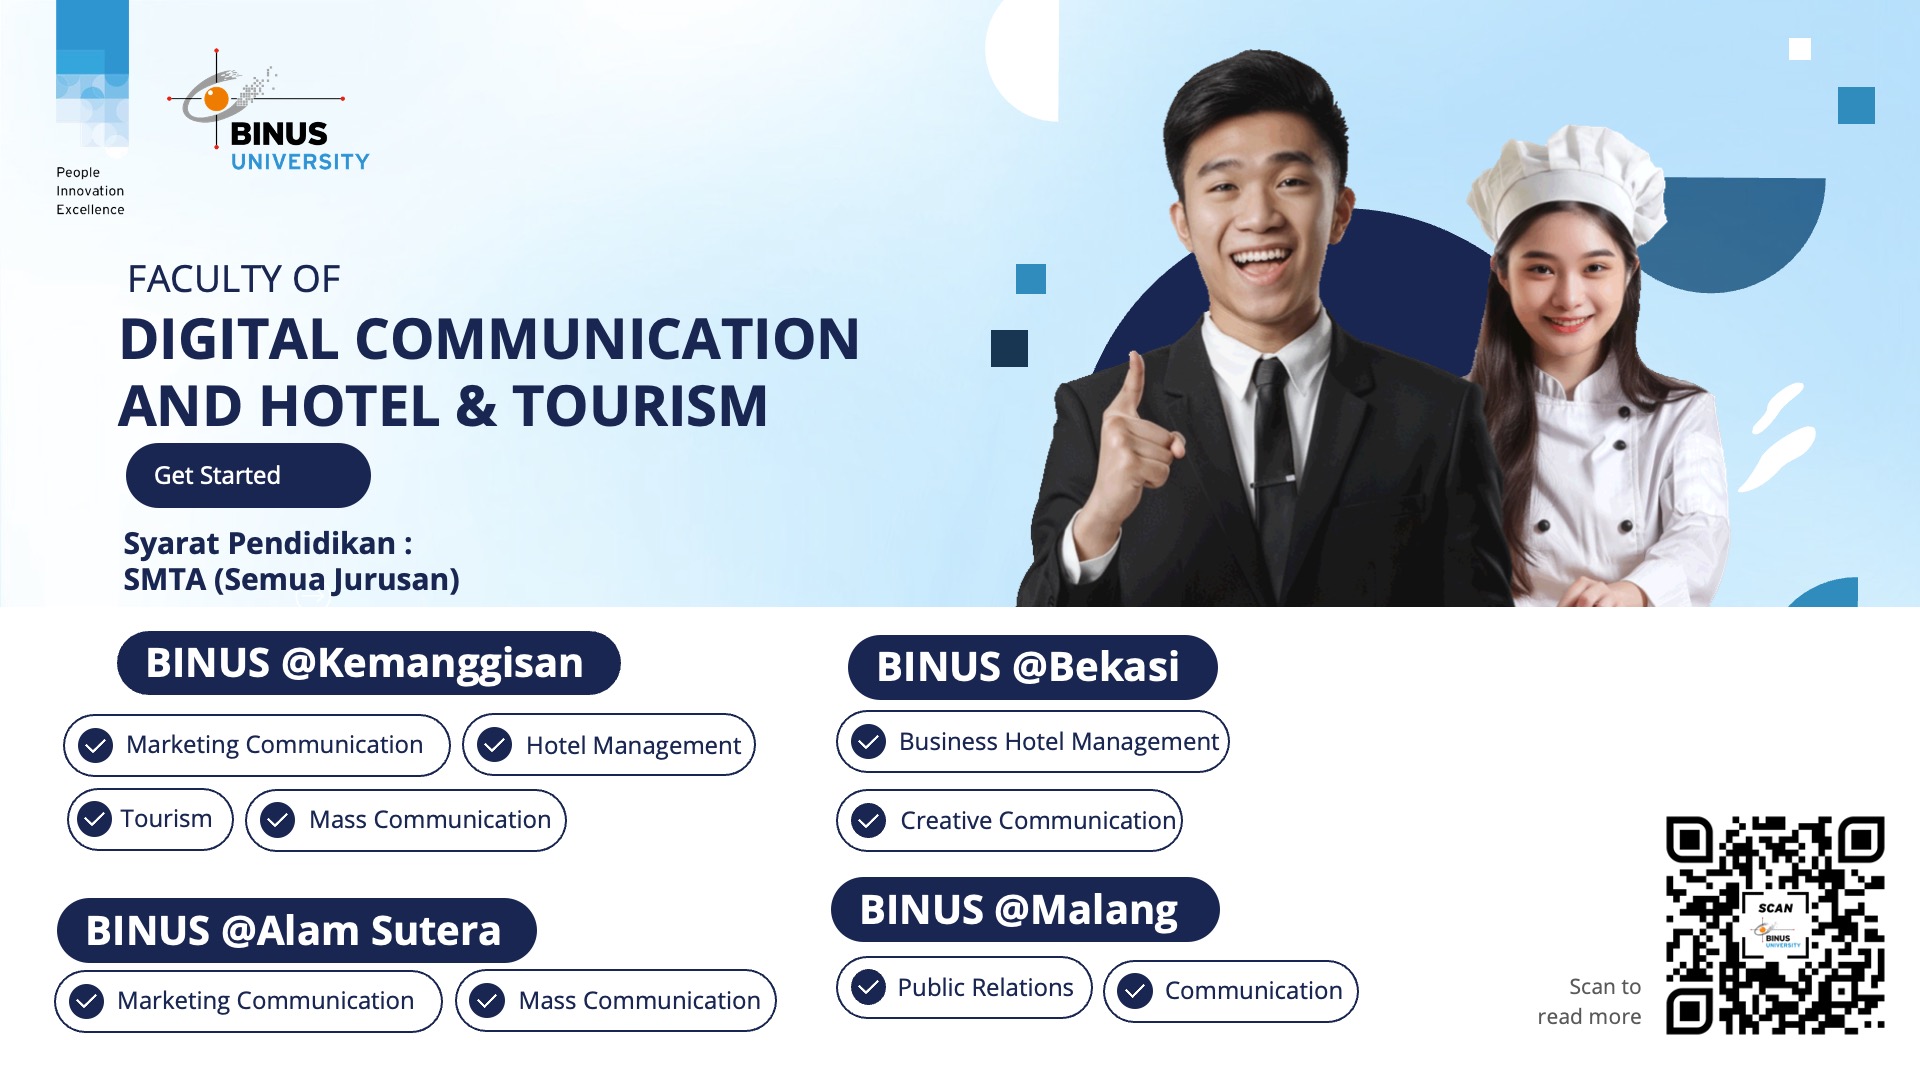 People
Innovation
Excellence
BINUS
UNIVERSITY
FACULTY OF
DIGITAL COMMUNICATION
AND HOTEL & TOURISM
Get Started
Syarat Pendidikan :
SMTA (Semua Jurusan)
BINUS @Kemanggisan
Marketing Communication
Hotel Management
Tourism
Mass Communication
BINUS @Alam Sutera
Marketing Communication
Mass Communication
BINUS @Bekasi
Business Hotel Management
Creative Communication
BINUS @Malang
Public Relations
Communication
Scan to
read more
SCAN
BINUS
UNIVERSITY